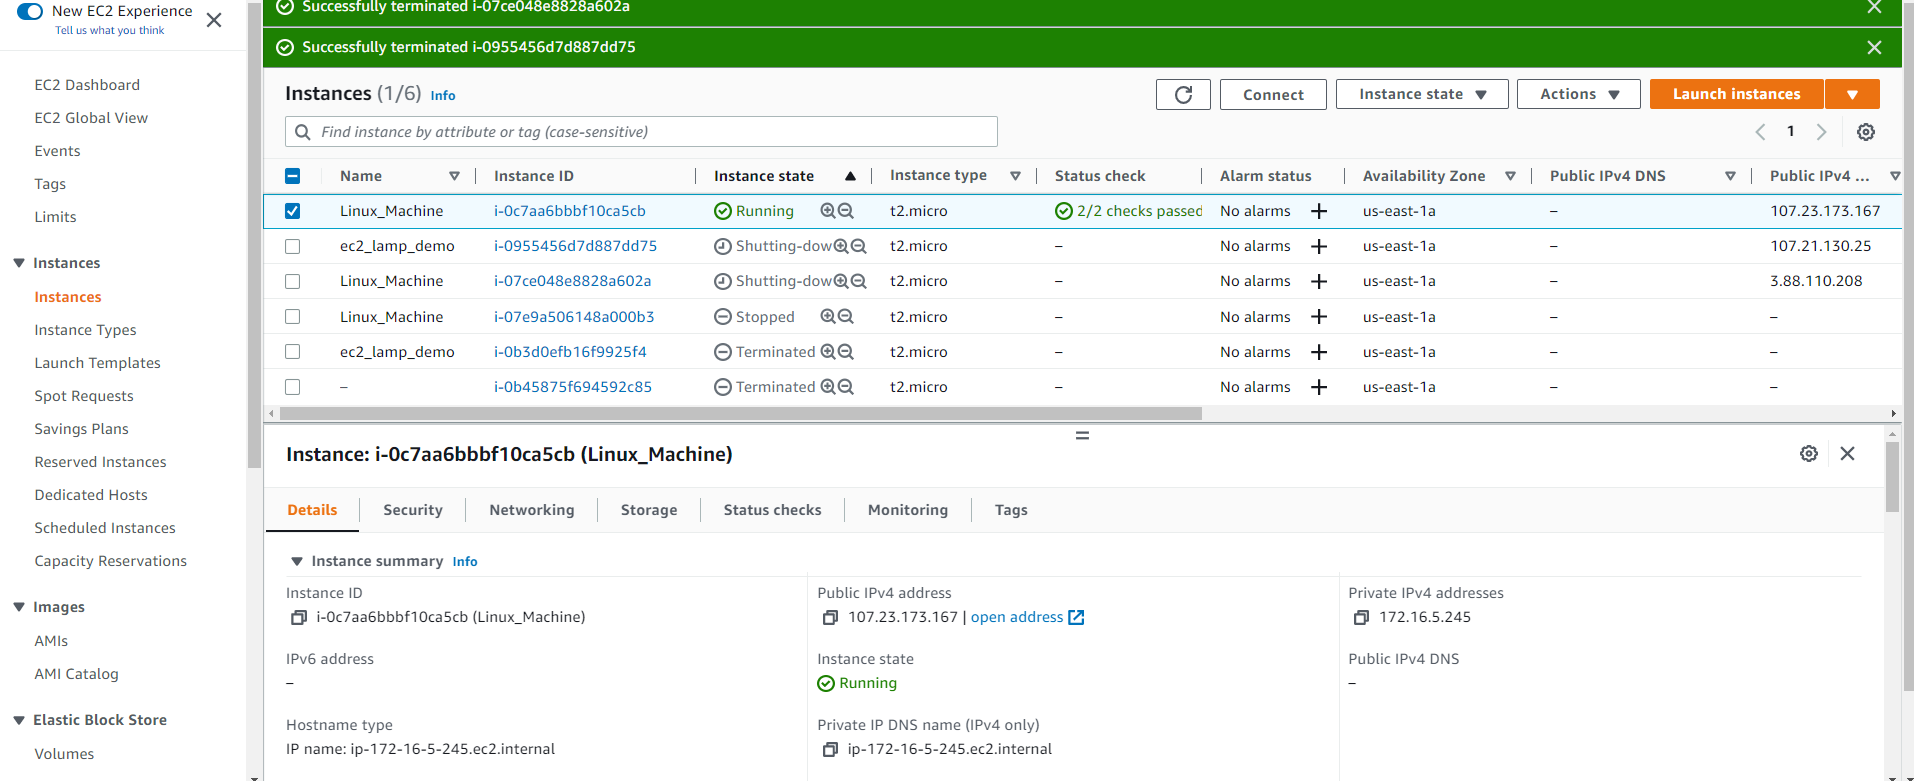 New EC2 Experience
Tell us what you think
EC2 Dashboard
EC2 Global View
Events
Tags
Limits
Instances
Instances
Instance Types
Launch Templates
Spot Requests
Savings Plans
Reserved Instances
Dedicated Hosts
Scheduled Instances
Capacity Reservations
Images
AMIs
AMI Catalog
Elastic Block Store
Volumes
Successfully terminated i-07ce048e8828a602a
Successfully terminated i-0955456d7d887dd75
Instances (1/6) Info
Connect Instance state Actions Launch instances
Find instance by attribute or tag (case-sensitive)
1
Name Instance ID Instance state Instance type Status check Alarm status Availability Zone Public IPv4 DNS Public IPv4 ...
Linux_Machine i-0c7aa6bbbf10ca5cb Running t2.micro 2/2 checks passed No alarms + us-east-1a – 107.23.173.167
ec2_lamp_demo i-0955456d7d887dd75 Shutting-dow t2.micro – No alarms + us-east-1a – 107.21.130.25
Linux_Machine i-07ce048e8828a602a Shutting-dow t2.micro – No alarms + us-east-1a – 3.88.110.208
Linux_Machine i-07e9a506148a000b3 Stopped t2.micro – No alarms + us-east-1a – –
ec2_lamp_demo i-0b3d0efb16f9925f4 Terminated t2.micro – No alarms + us-east-1a – –
– i-0b45875f694592c85 Terminated t2.micro – No alarms + us-east-1a – –
Instance: i-0c7aa6bbbf10ca5cb (Linux_Machine)
Details Security Networking Storage Status checks Monitoring Tags
Instance summary Info
Instance ID
i-0c7aa6bbbf10ca5cb (Linux_Machine)
Public IPv4 address
107.23.173.167 | open address
Private IPv4 addresses
172.16.5.245
IPv6 address
–
Instance state
Running
Public IPv4 DNS
–
Hostname type
IP name: ip-172-16-5-245.ec2.internal
Private IP DNS name (IPv4 only)
ip-172-16-5-245.ec2.internal